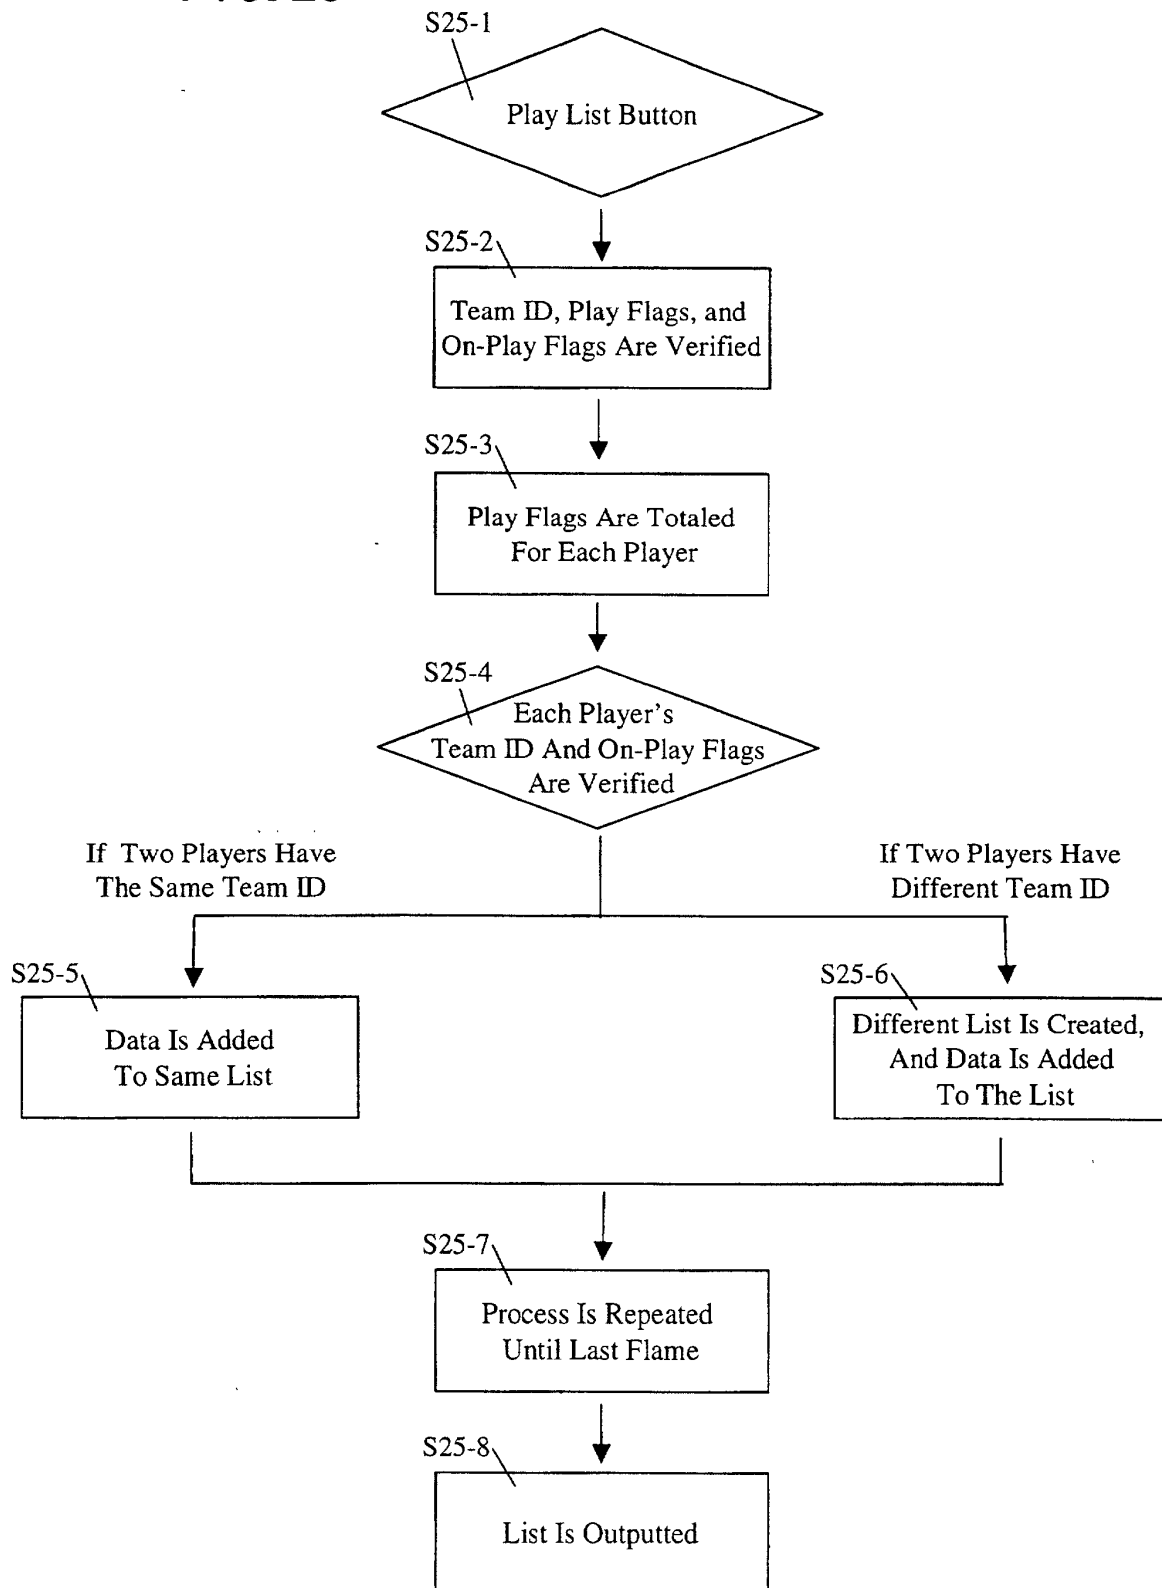 S25-1
Play List Button
S25-2
Team ID, Play Flags, and
On-Play Flags Are Verified
S25-3
Play Flags Are Totaled
For Each Player
S25-4
Each Player's
Team ID And On-Play Flags
Are Verified
If Two Players Have
The Same Team ID
If Two Players Have
Different Team ID
S25-5
Data Is Added
To Same List
S25-6
Different List Is Created,
And Data Is Added
To The List
S25-7
Process Is Repeated
Until Last Flame
S25-8
List Is Outputted